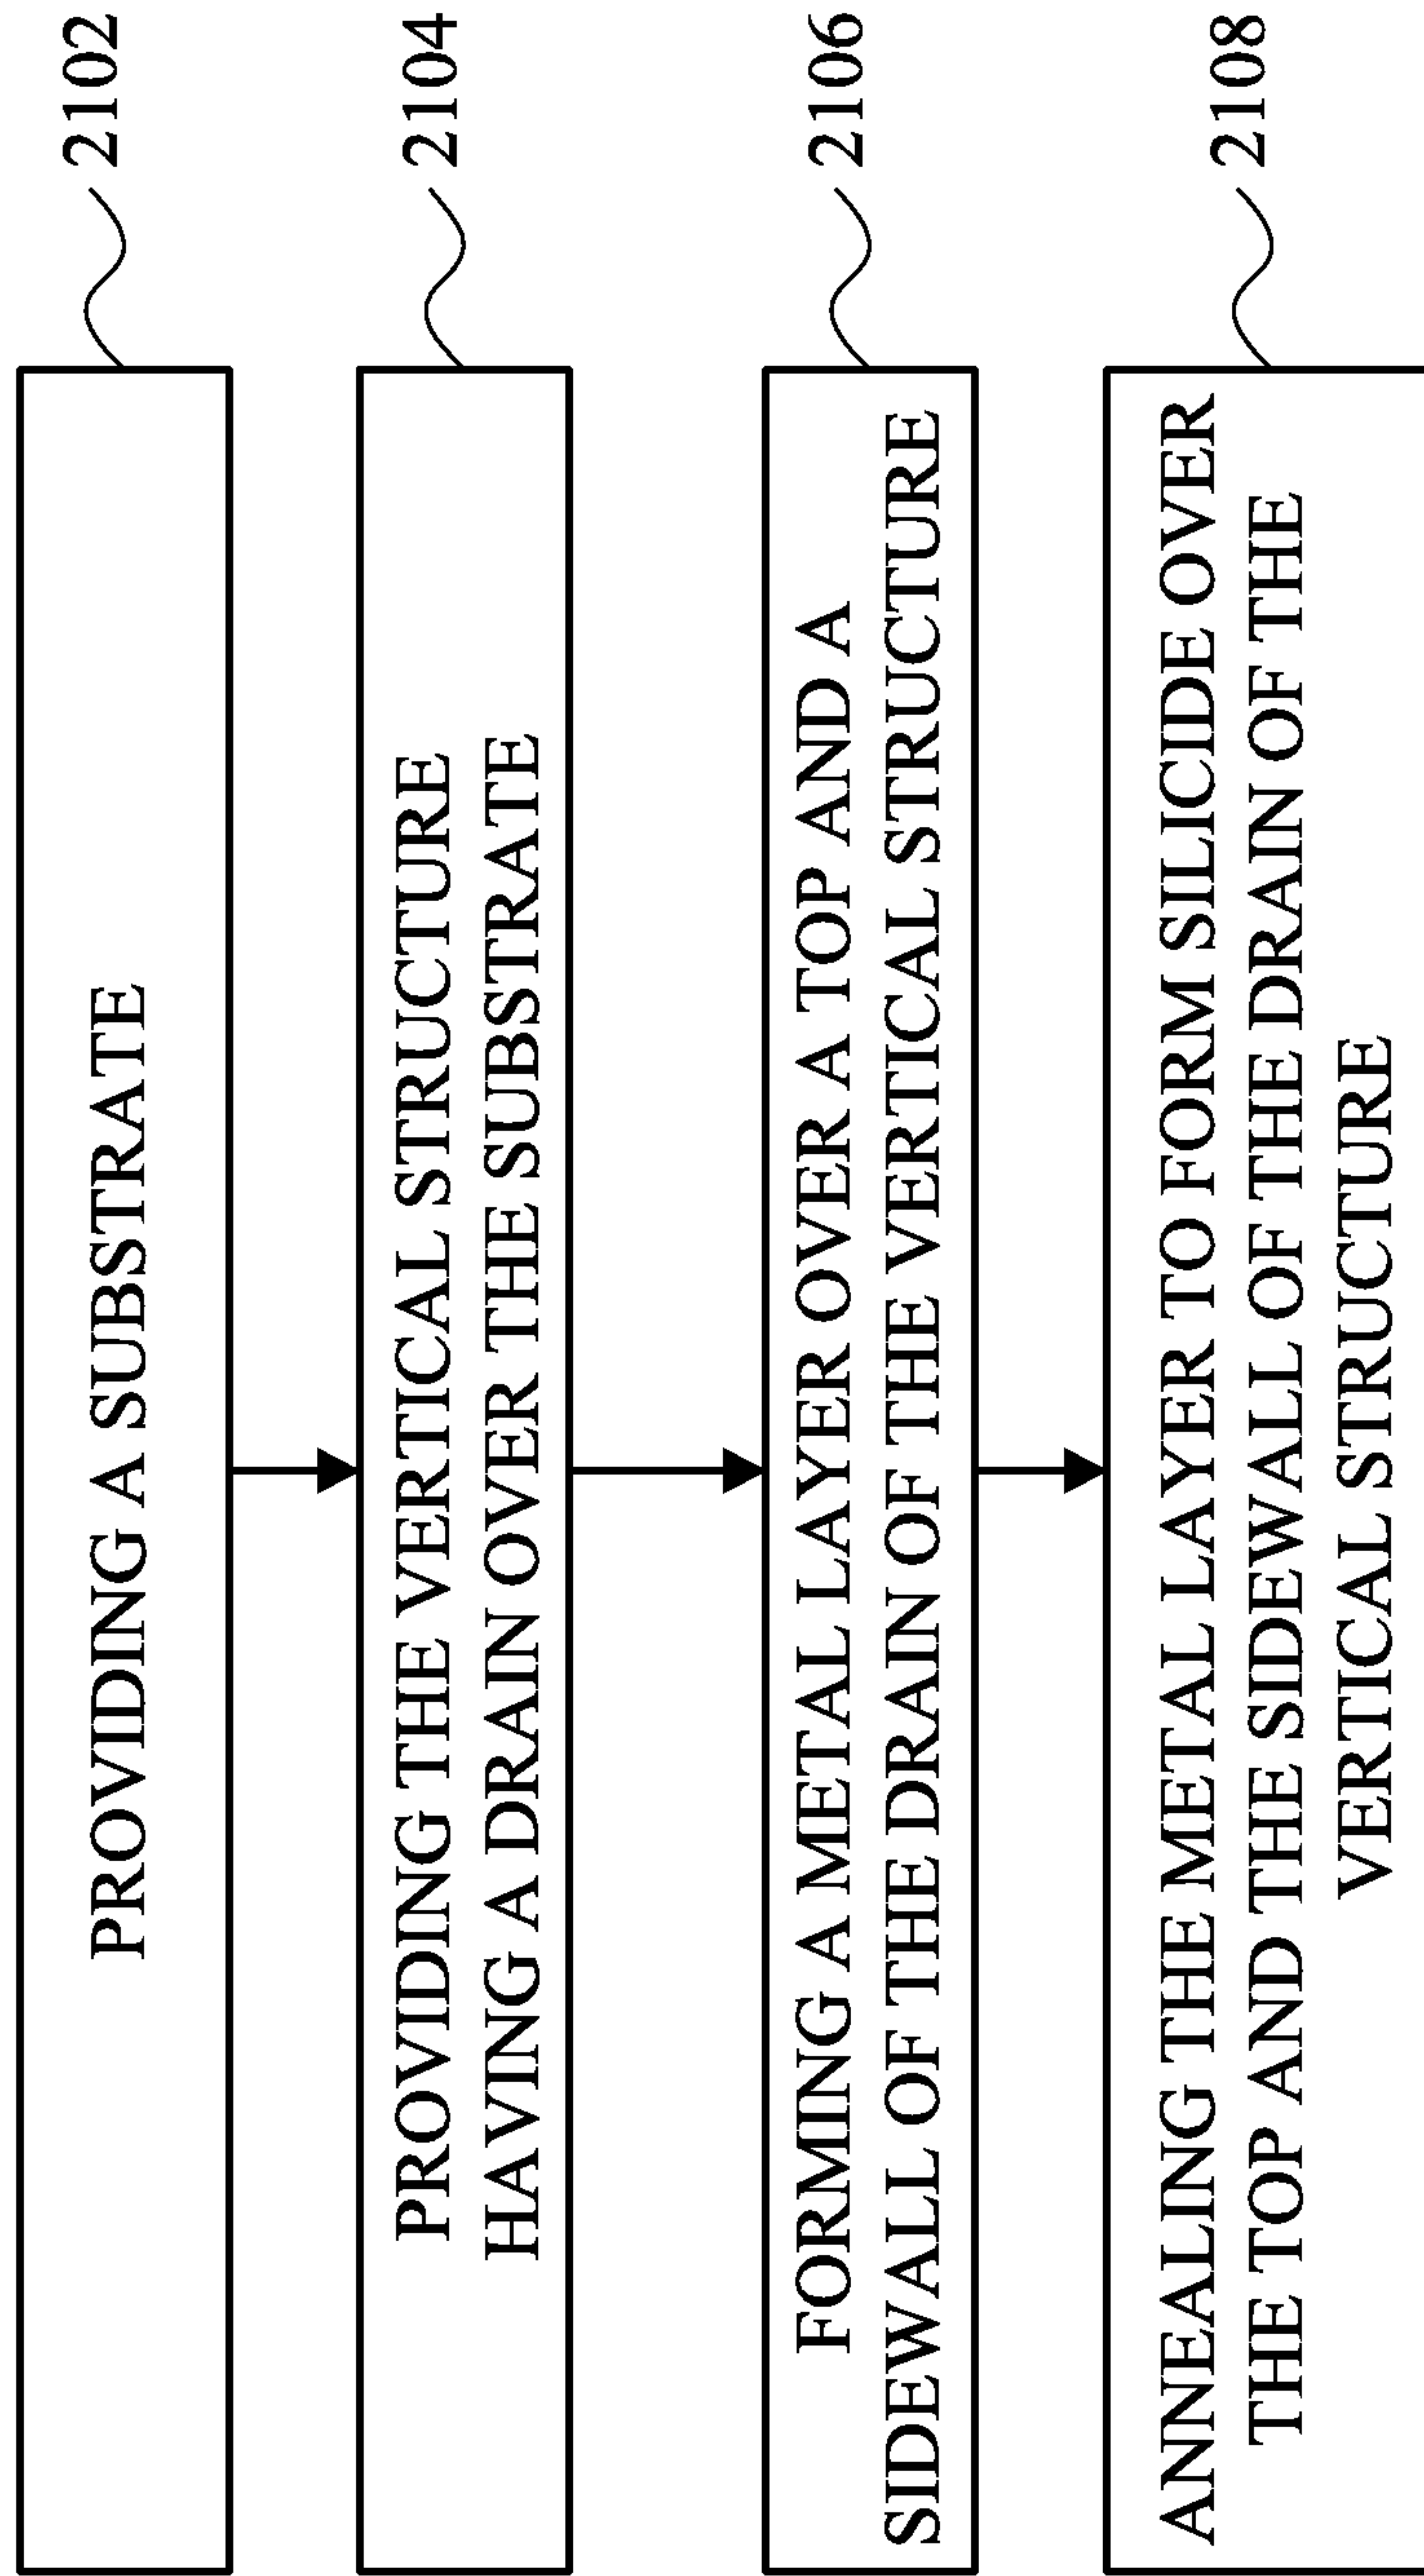 PROVIDING A SUBSTRATE
2102
PROVIDING THE VERTICAL STRUCTURE
HAVING A DRAIN OVER THE SUBSTRATE
2104
FORMING A METAL LAYER OVER A TOP AND A
SIDEWALL OF THE DRAIN OF THE VERTICAL STRUCTURE
2106
ANNEALING THE METAL LAYER TO FORM SILICIDE OVER
THE TOP AND THE SIDEWALL OF THE DRAIN OF THE
VERTICAL STRUCTURE
2108